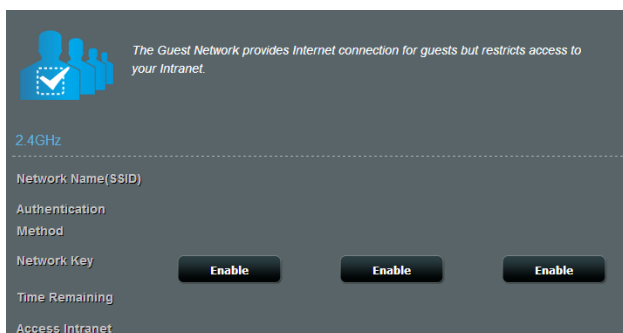 The Guest Network provides Internet connection for guests but restricts access to
your Intranet.
2.4GHz
Network Name(SSID)
Authentication
Method
Network Key
Enable Enable Enable
Time Remaining
Access Intranet